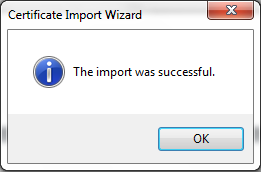 Certificate Import Wizard
The import was successful.
OK